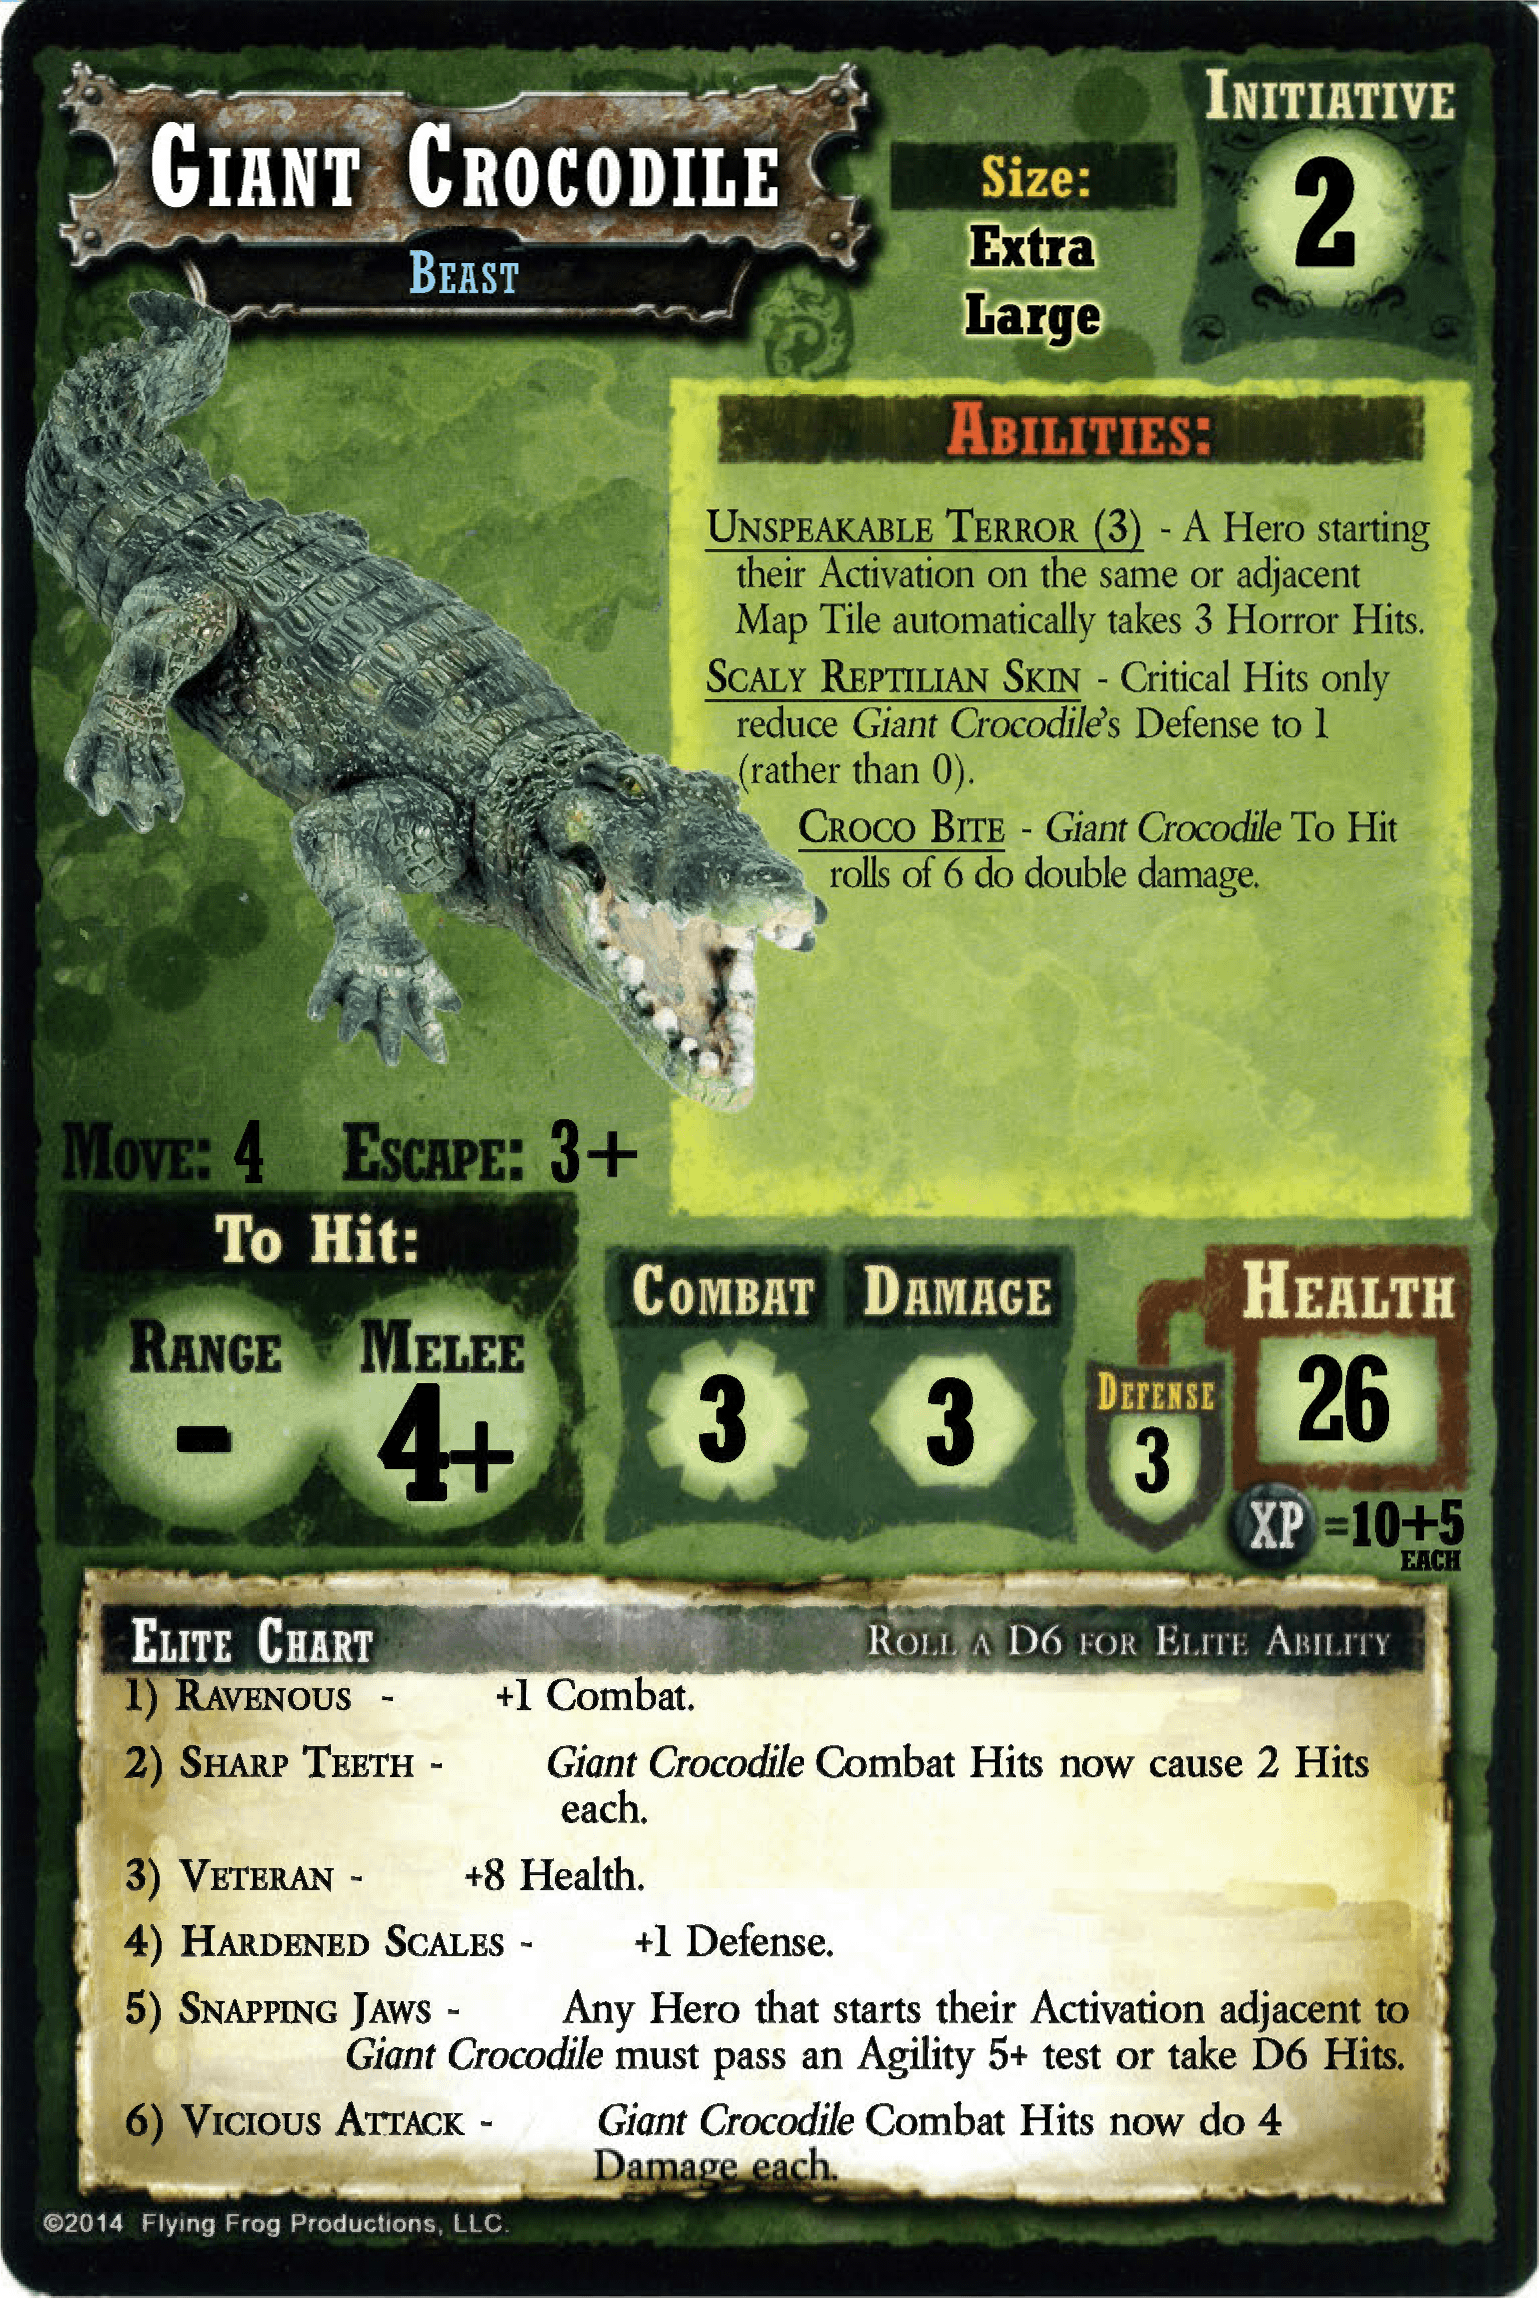 Giant Crocodile
Beast
Size:
Extra
Large
Initiative
2
Abilities:
Unspeakable Terror (3) - A Hero starting
their Activation on the same or adjacent
Map Tile automatically takes 3 Horror Hits.
Scaly Reptilian Skin - Critical Hits only
reduce Giant Crocodile's Defense to 1
(rather than 0).
Croco Bite - Giant Crocodile To Hit
rolls of 6 do double damage.
Move: 4 Escape: 3+
To Hit:
Range Melee
- 4+
Combat Damage
3 3
Defense
3
Health
26
XP =10+5
EACH
Elite Chart Roll a D6 for Elite Ability
1) Ravenous - +1 Combat.
2) Sharp Teeth - Giant Crocodile Combat Hits now cause 2 Hits
each.
3) Veteran - +8 Health.
4) Hardened Scales - +1 Defense.
5) Snapping Jaws - Any Hero that starts their Activation adjacent to
Giant Crocodile must pass an Agility 5+ test or take D6 Hits.
6) Vicious Attack - Giant Crocodile Combat Hits now do 4
Damage each.
©2014 Flying Frog Productions, LLC.